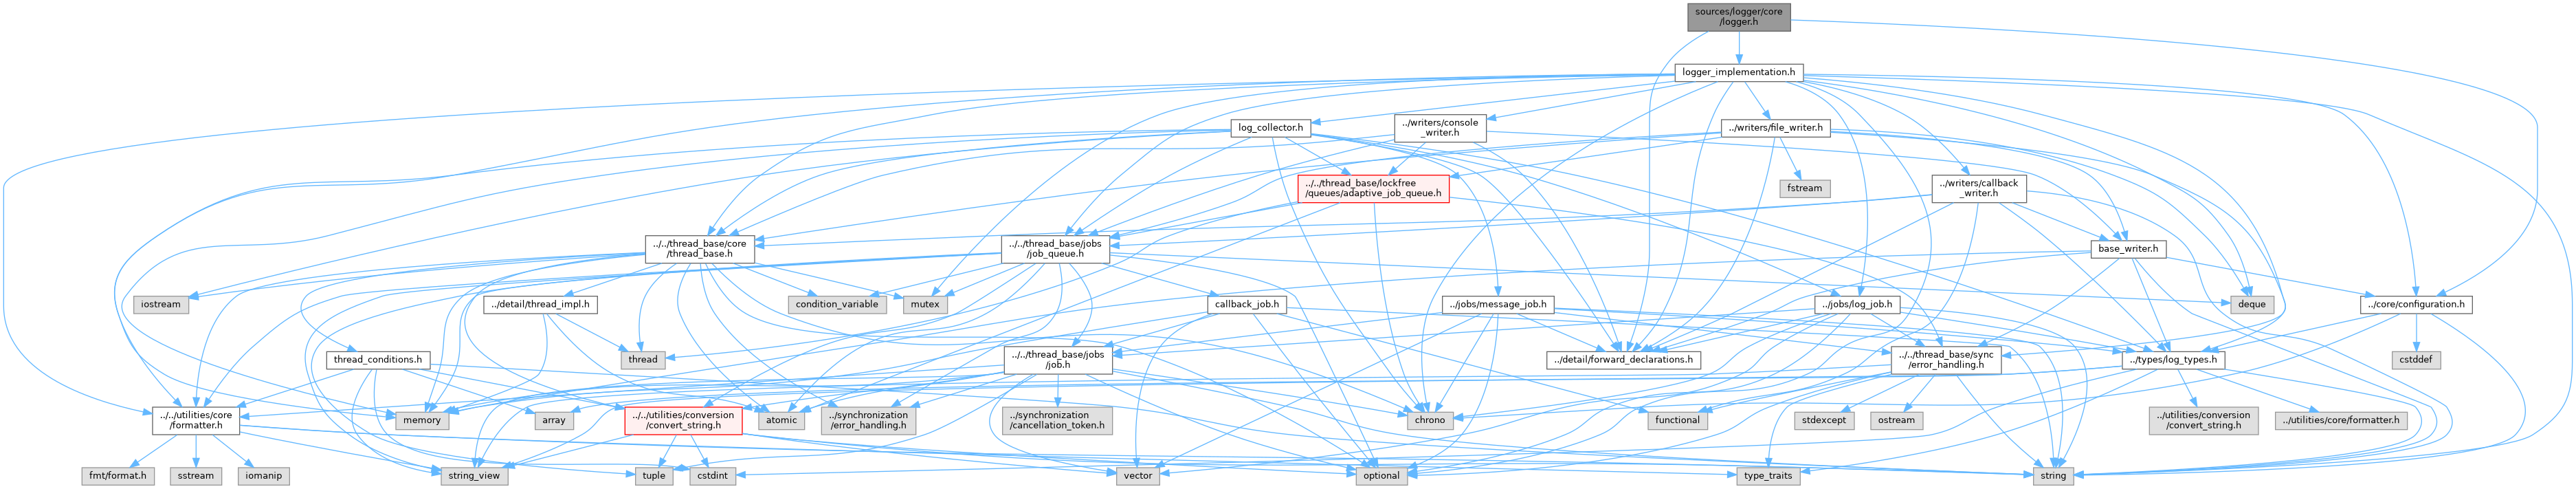 sources/logger/core
/logger.h
logger_implementation.h
log_collector.h
../writers/console
_writer.h
../writers/file_writer.h
../../thread_base/lockfree
/queues/adaptive_job_queue.h
fstream
../writers/callback
_writer.h
../../thread_base/core
/thread_base.h
../../thread_base/jobs
/job_queue.h
base_writer.h
iostream
../detail/thread_impl.h
condition_variable
mutex
callback_job.h
../jobs/message_job.h
../jobs/log_job.h
deque
../core/configuration.h
thread_conditions.h
thread
../../thread_base/jobs
/job.h
../detail/forward_declarations.h
../../thread_base/sync
/error_handling.h
../types/log_types.h
cstddef
../../utilities/core
/formatter.h
memory
array
../../utilities/conversion
/convert_string.h
atomic
../synchronization
/error_handling.h
../synchronization
/cancellation_token.h
chrono
functional
stdexcept
ostream
../utilities/conversion
/convert_string.h
../utilities/core/formatter.h
fmt/format.h
sstream
iomanip
string_view
tuple
cstdint
vector
optional
type_traits
string